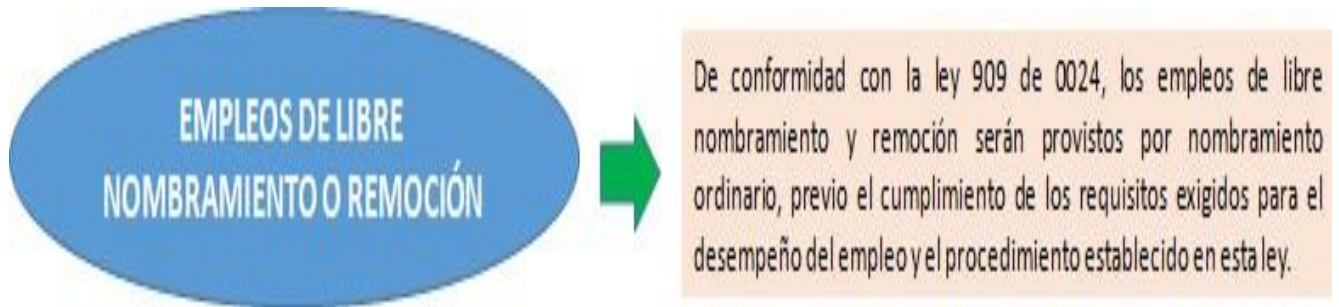 EMPLEOS DE LIBRE
NOMBRAMIENTO O REMOCIÓN
De conformidad con la ley 909 de 0024, los empleos de libre
nombramiento y remoción serán provistos por nombramiento
ordinario, previo el cumplimiento de los requisitos exigidos para el
desempeño del empleo y el procedimiento establecido en esta ley.